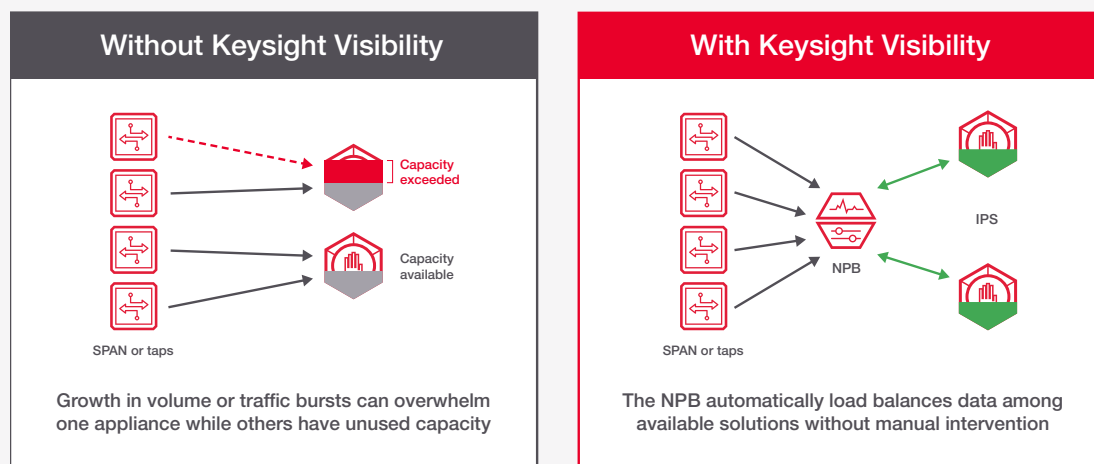 Without Keysight Visibility
Capacity
exceeded
Capacity
available
SPAN or taps
Growth in volume or traffic bursts can overwhelm
one appliance while others have unused capacity
With Keysight Visibility
IPS
NPB
SPAN or taps
The NPB automatically load balances data among
available solutions without manual intervention